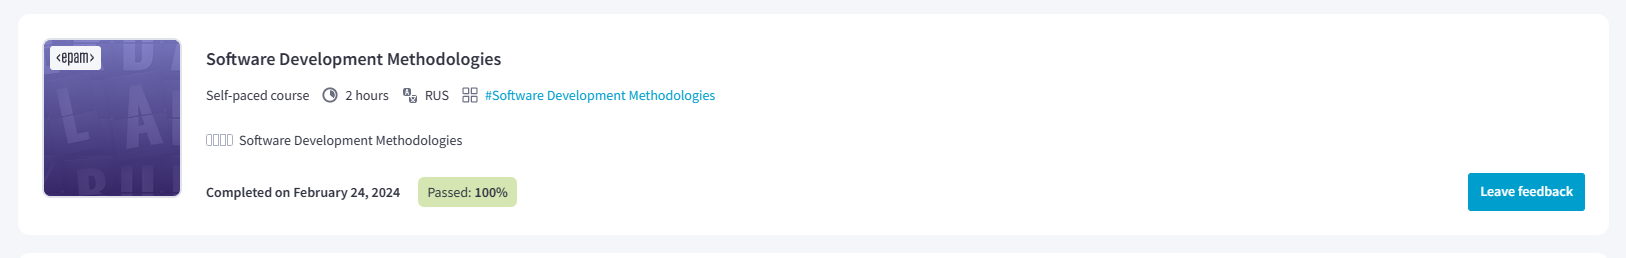 <epam>
Software Development Methodologies
Self-paced course 2 hours RUS #Software Development Methodologies
Software Development Methodologies
Completed on February 24, 2024 Passed: 100%
Leave feedback